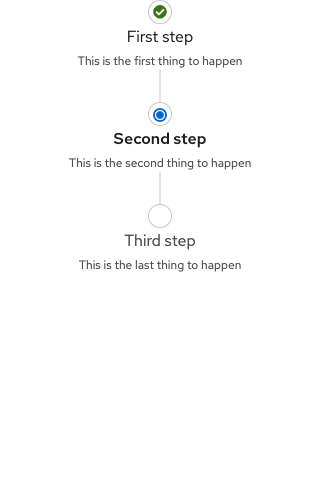 First step
This is the first thing to happen
Second step
This is the second thing to happen
Third step
This is the last thing to happen